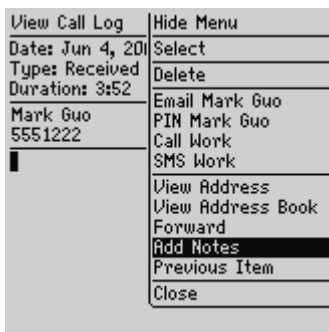 View Call Log
Date: Jun 4, 20
Type: Received
Duration: 3:52
Mark Guo
5551222
Hide Menu
Select
Delete
Email Mark Guo
PIN Mark Guo
Call Work
SMS Work
View Address
View Address Book
Forward
Add Notes
Previous Item
Close